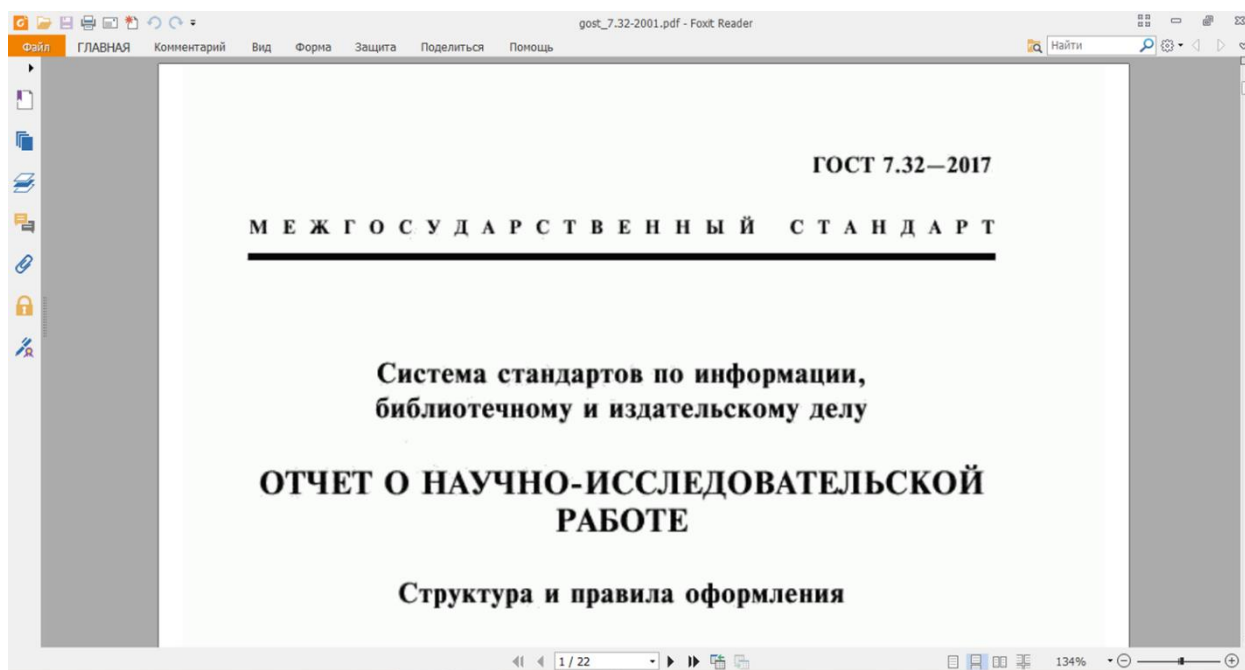 gost_7.32-2001.pdf - Foxit Reader
Файл ГЛАВНАЯ Комментарий Вид Форма Защита Поделиться Помощь Найти
ГОСТ 7.32—2017
МЕЖГОСУДАРСТВЕННЫЙ СТАНДАРТ
Система стандартов по информации,
библиотечному и издательскому делу
ОТЧЕТ О НАУЧНО-ИССЛЕДОВАТЕЛЬСКОЙ
РАБОТЕ
Структура и правила оформления
1 / 22 134%